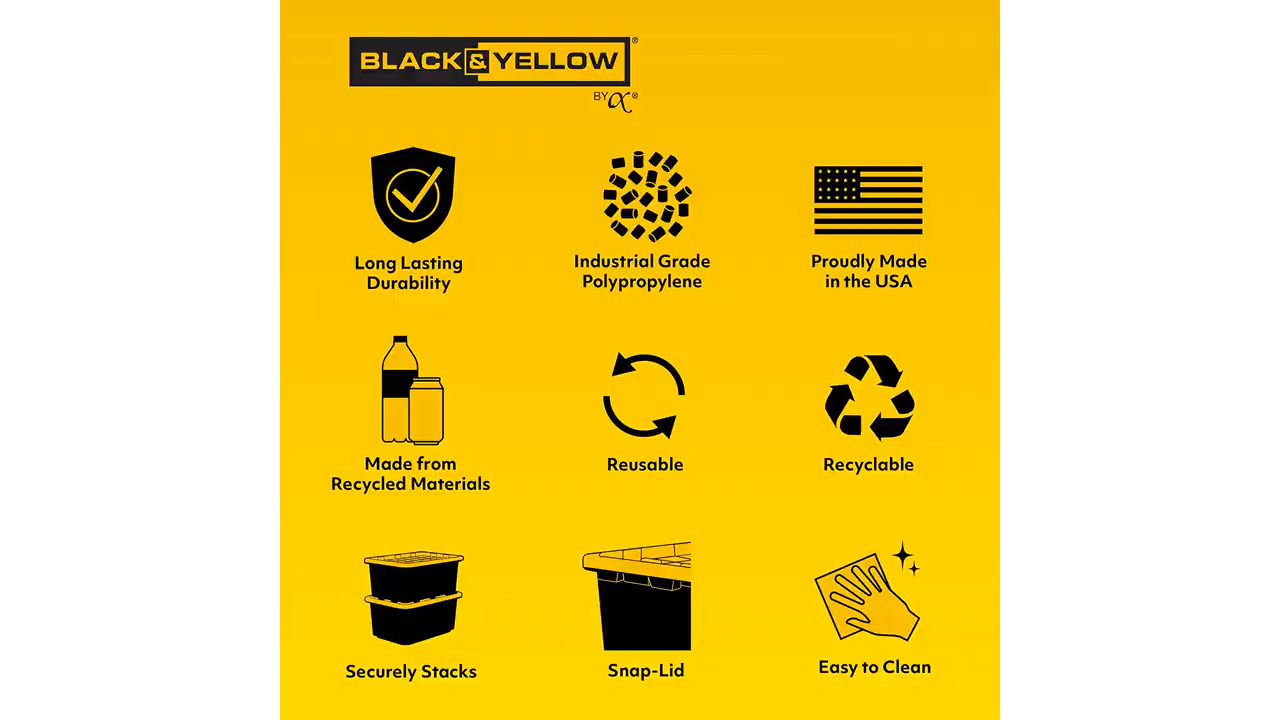 BLACK & YELLOW®
BY α®
Long Lasting
Durability
Industrial Grade
Polypropylene
Proudly Made
in the USA
Made from
Recycled Materials
Reusable
Recyclable
Securely Stacks
Snap-Lid
Easy to Clean